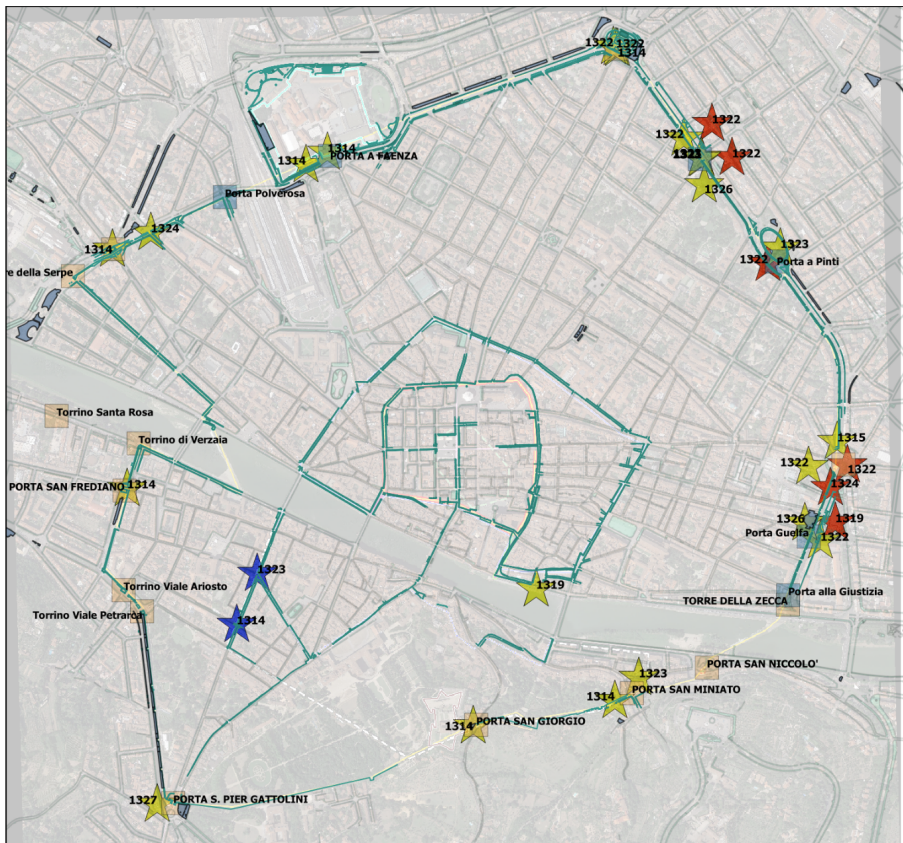 1322
1322
1314
1322
1322
1323
1322
1326
1314
1314
PORTA A FAENZA
Porta Polverosa
1324
1314
re della Serpe
1323
1322
Porta a Pinti
Torrino Santa Rosa
Torrino di Verzaia
PORTA SAN FREDIANO
1314
1315
1322
1322
1324
1326
1319
Porta Guelfa
1322
1323
1319
Porta alla Giustizia
TORRE DELLA ZECCA
Torrino Viale Ariosto
Torrino Viale Petrarca
1314
PORTA SAN NICCOLO'
1323
PORTA SAN MINIATO
1314
PORTA SAN GIORGIO
1314
PORTA S. PIER GATTOLINI
1327